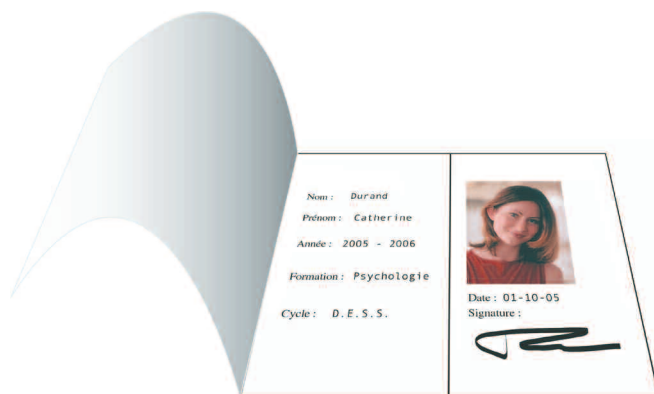 Nom : Durand
Prénom : Catherine
Année : 2005 - 2006
Formation : Psychologie
Cycle : D.E.S.S.
Date : 01-10-05
Signature :